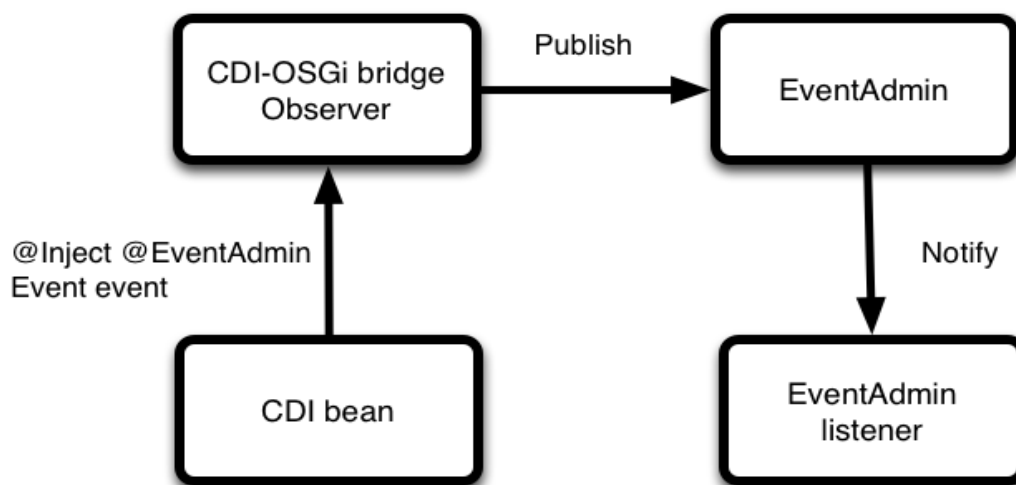 CDI-OSGi bridge
Observer
Publish
EventAdmin
@Inject @EventAdmin
Event event
Notify
CDI bean
EventAdmin
listener